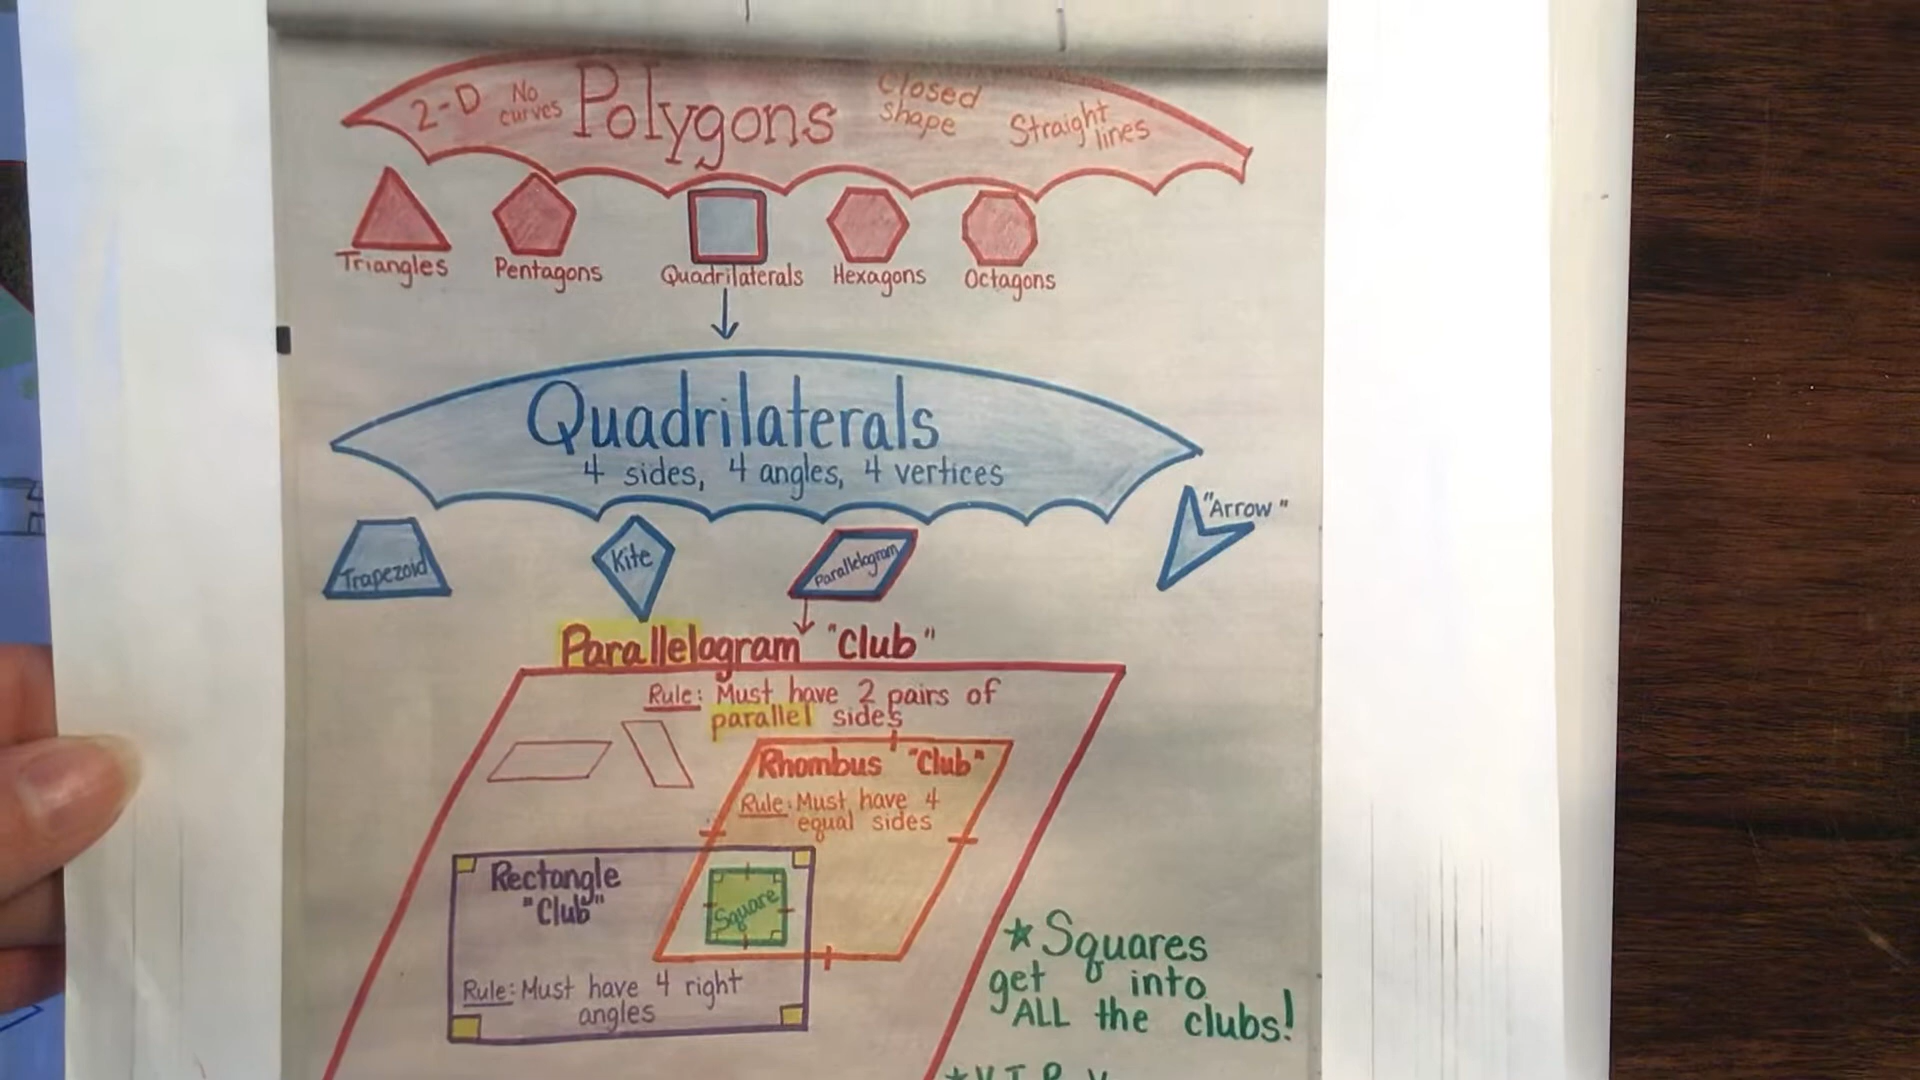 2-D No curves Polygons Closed shape Straight lines
Triangles Pentagons Quadrilaterals Hexagons Octagons
Quadrilaterals
4 sides, 4 angles, 4 vertices
"Arrow"
Trapezoid Kite Parallelogram
Parallelogram "Club"
Rule: Must have 2 pairs of
parallel sides
Rhombus "Club"
Rule: Must have 4
equal sides
Rectangle
"Club"
Square
Rule: Must have 4 right
angles
* Squares
get into
ALL the clubs!